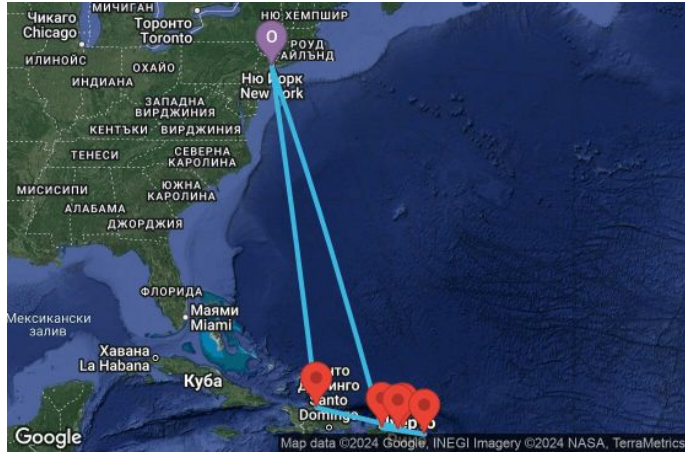 МИЧИГАН
Чикаго
Chicago
Торонто
Toronto
НЮ ХЕМПШИР
O
РОУД
АЙЛЪНД
ИЛИНОЙС
ОХАЙО
ИНДИАНА
Ню Йорк
New York
ЗАПАДНА
ВИРДЖИНИЯ
КЕНТЪКИ
ВИРДЖИНИЯ
ТЕНЕСИ
СЕВЕРНА
КАРОЛИНА
МИСИСИПИ
ЮЖНА
КАРОЛИНА
АЛАБАМА
ДЖОРДЖИЯ
ФЛОРИДА
Мексикански
залив
Маями
Miami
Хавана
La Habana
Куба
Santo
Domingo
Google
Map data ©2024 Google, INEGI Imagery ©2024 NASA, TerraMetrics